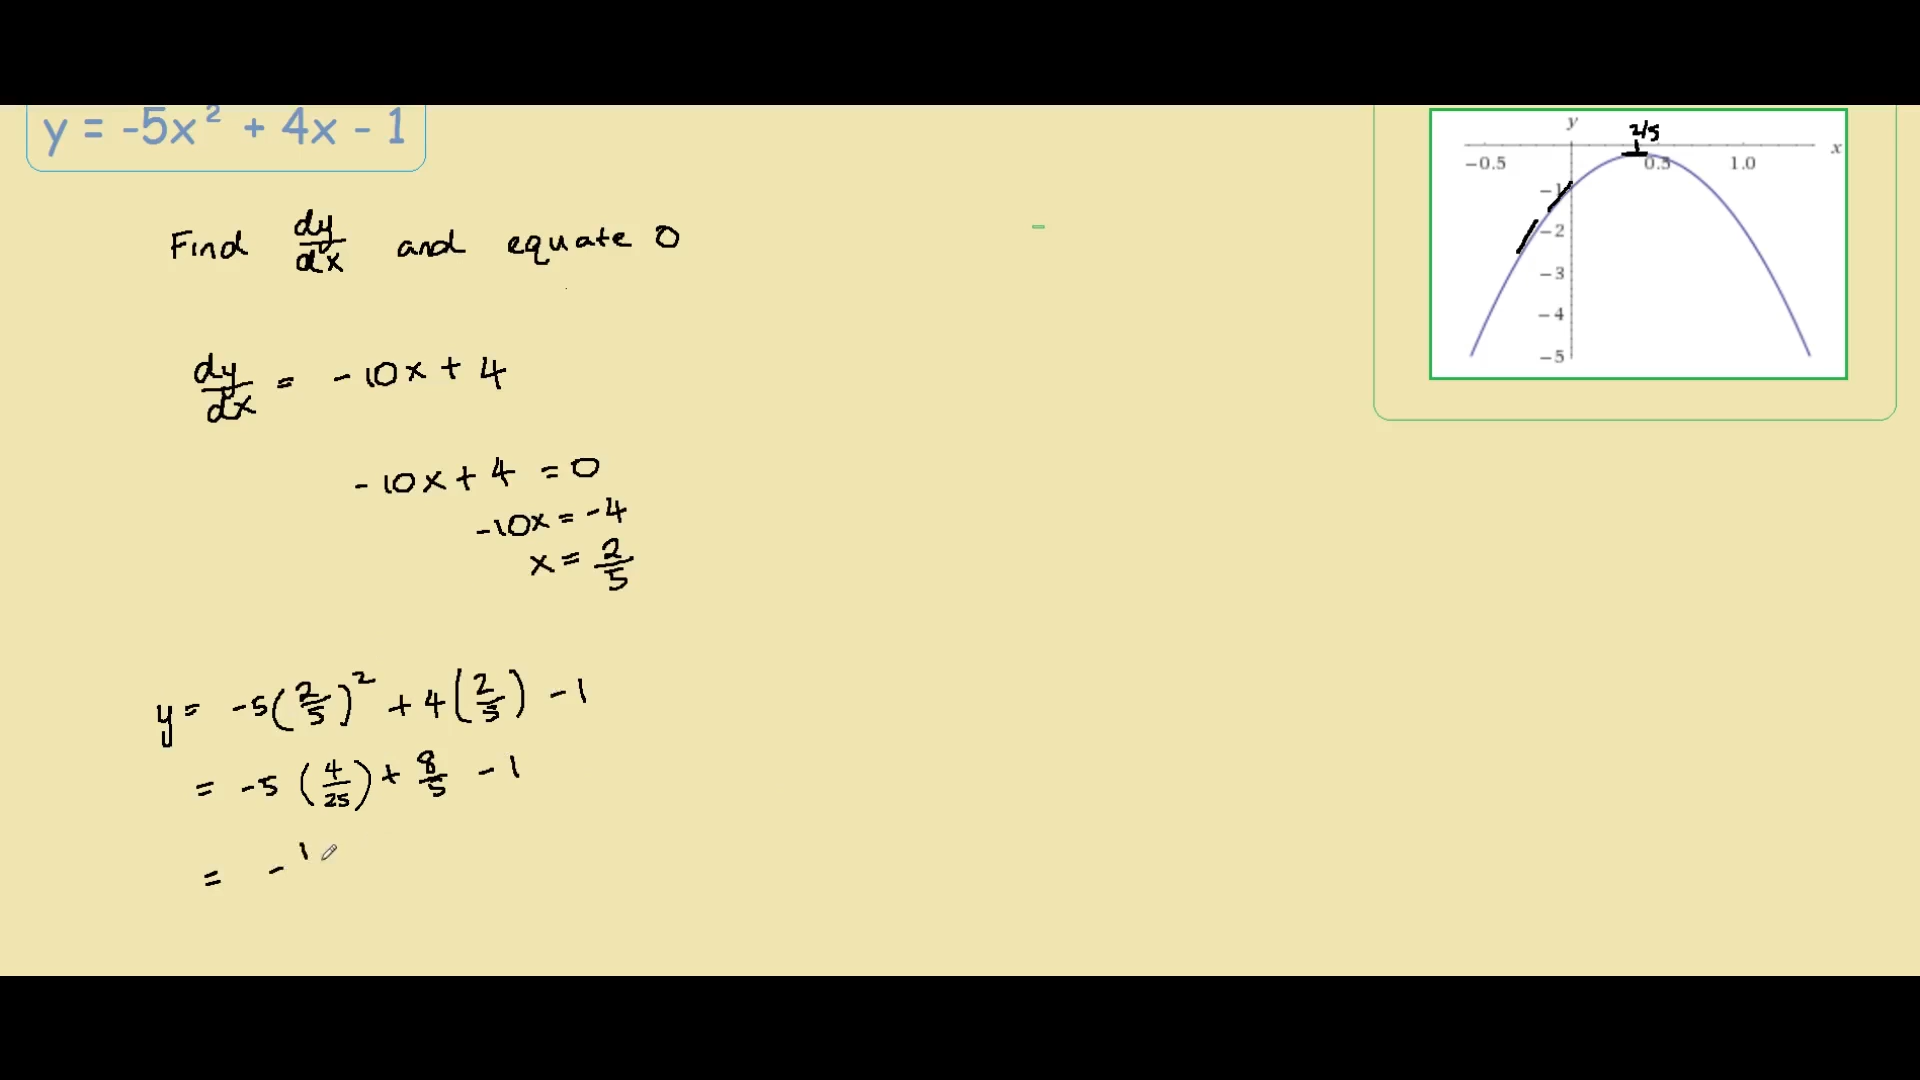 y = -5x² + 4x - 1
Find dy/dx and equate 0
dy/dx = -10x + 4
-10x + 4 = 0
-10x = -4
x = 2/5
y = -5(2/5)² + 4(2/5) - 1
= -5(4/25) + 8/5 - 1
= - 1
y
2/5
x
-0.5
0.5
1.0
-1
-2
-3
-4
-5